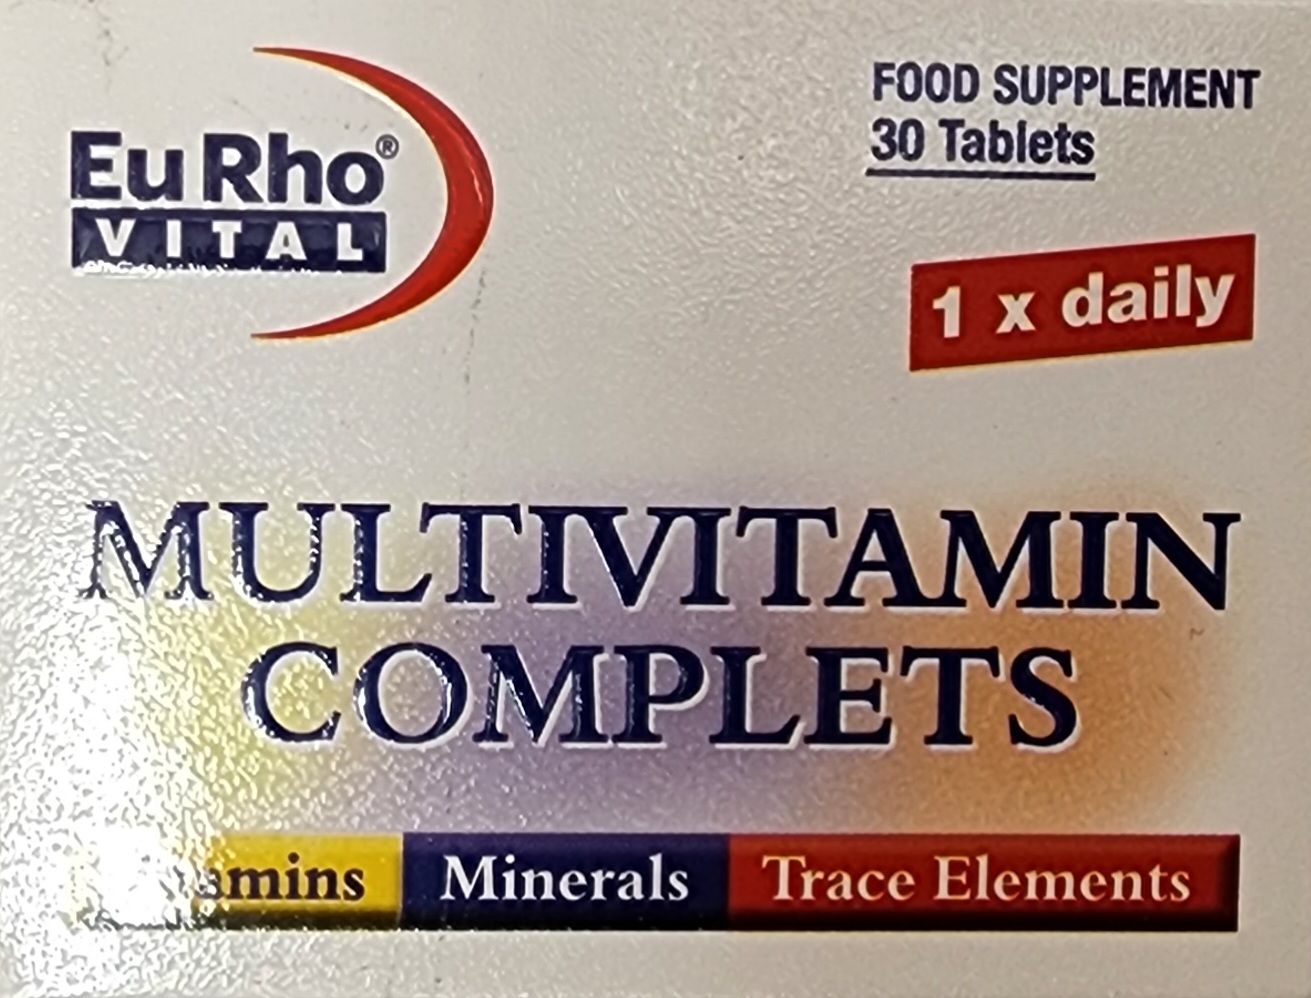 EuRho®
VITAL
FOOD SUPPLEMENT
30 Tablets
1 x daily
MULTIVITAMIN
COMPLETS
Minerals
Trace Elements